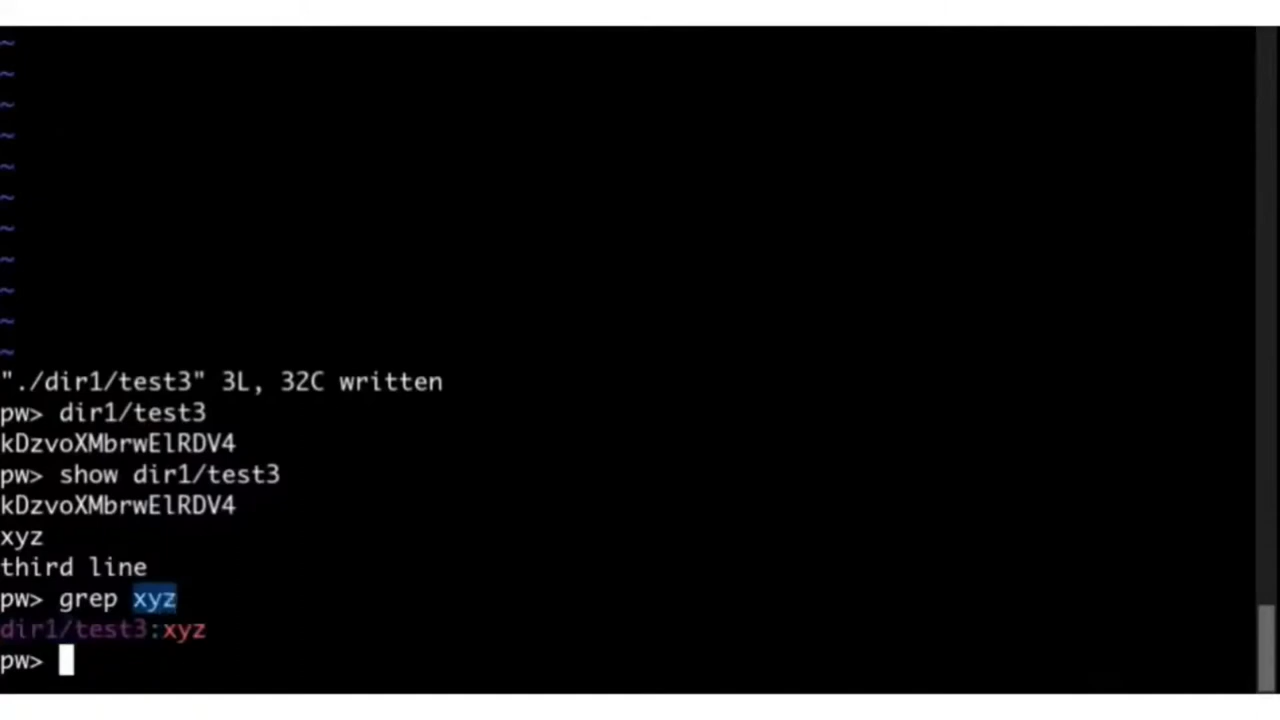 ~
~
~
~
~
~
~
~
~
~
~
"./dir1/test3" 3L, 32C written
pw> dir1/test3
kDzvoXMbrwElRDV4
pw> show dir1/test3
kDzvoXMbrwElRDV4
xyz
third line
pw> grep xyz
dir1/test3:xyz
pw>